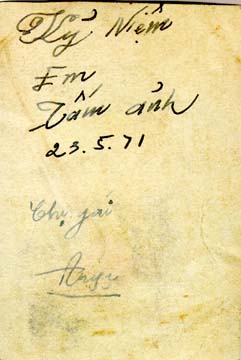 Kỷ Niệm
Em
Tấm ảnh
23.5.71
Chị gái